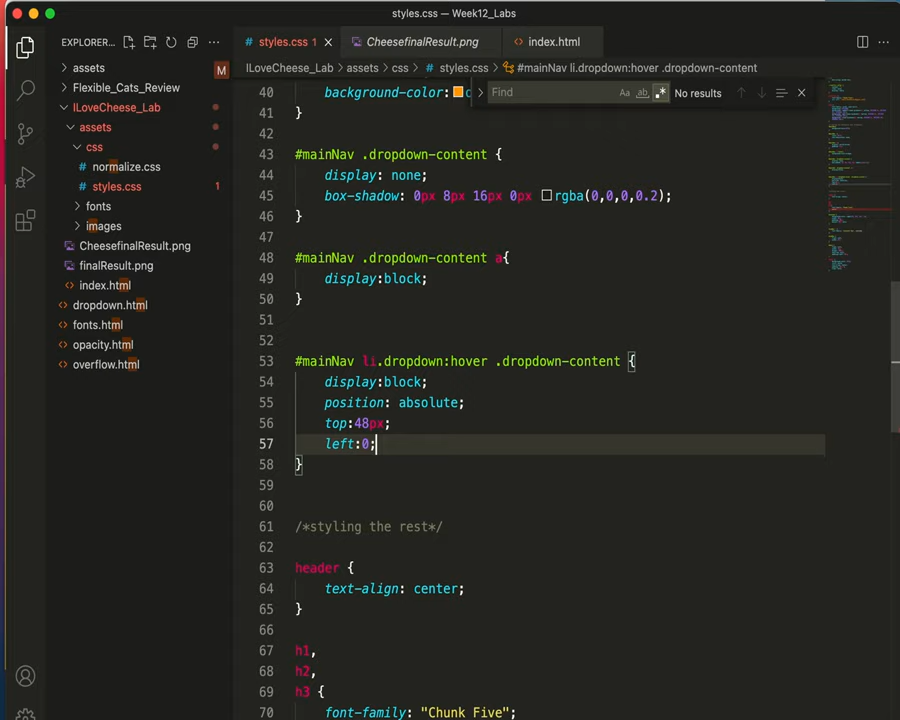 styles.css — Week12_Labs
EXPLORER...
styles.css 1
CheesefinalResult.png
index.html
assets
M
Flexible_Cats_Review
ILoveCheese_Lab
assets
css
normalize.css
styles.css 1
fonts
images
CheesefinalResult.png
finalResult.png
index.html
dropdown.html
fonts.html
opacity.html
overflow.html
ILoveCheese_Lab > assets > css > styles.css > #mainNav li.dropdown:hover .dropdown-content
Find
Aa ab .* No results
40 background-color:
41 }
42
43 #mainNav .dropdown-content {
44 display: none;
45 box-shadow: 0px 8px 16px 0px rgba(0,0,0,0.2);
46 }
47
48 #mainNav .dropdown-content a{
49 display:block;
50 }
51
52
53 #mainNav li.dropdown:hover .dropdown-content {
54 display:block;
55 position: absolute;
56 top:48px;
57 left:0;
58 }
59
60
61 /*styling the rest*/
62
63 header {
64 text-align: center;
65 }
66
67 h1,
68 h2,
69 h3 {
70 font-family: "Chunk Five";